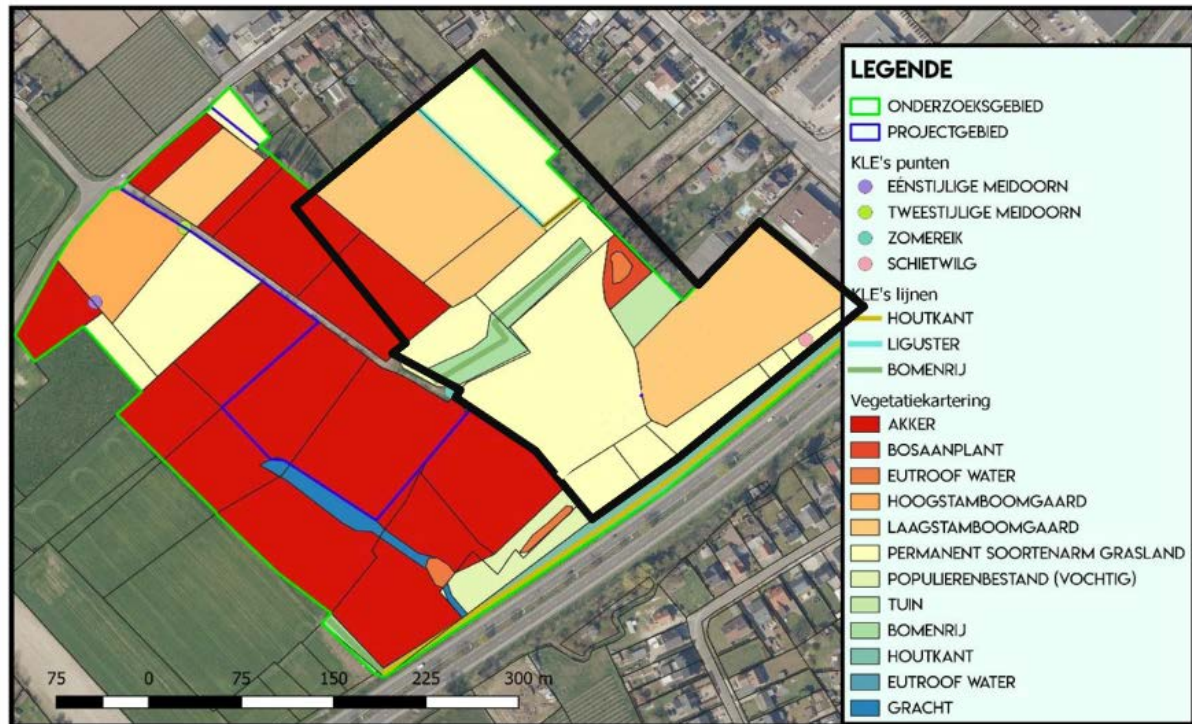 LEGENDE
ONDERZOEKSGEBIED
PROJECTGEBIED
KLE's punten
EÉNSTIJLIGE MEIDOORN
TWEESTIJLIGE MEIDOORN
ZOMEREIK
SCHIETWILG
KLE's lijnen
HOUTKANT
LIGUSTER
BOMENRIJ
Vegetatiekartering
AKKER
BOSAANPLANT
EUTROOF WATER
HOOGSTAMBOOMGAARD
LAAGSTAMBOOMGAARD
PERMANENT SOORTENARM GRASLAND
POPULIERENBESTAND (VOCHTIG)
TUIN
BOMENRIJ
HOUTKANT
EUTROOF WATER
GRACHT
75 0 75 150 225 300 m